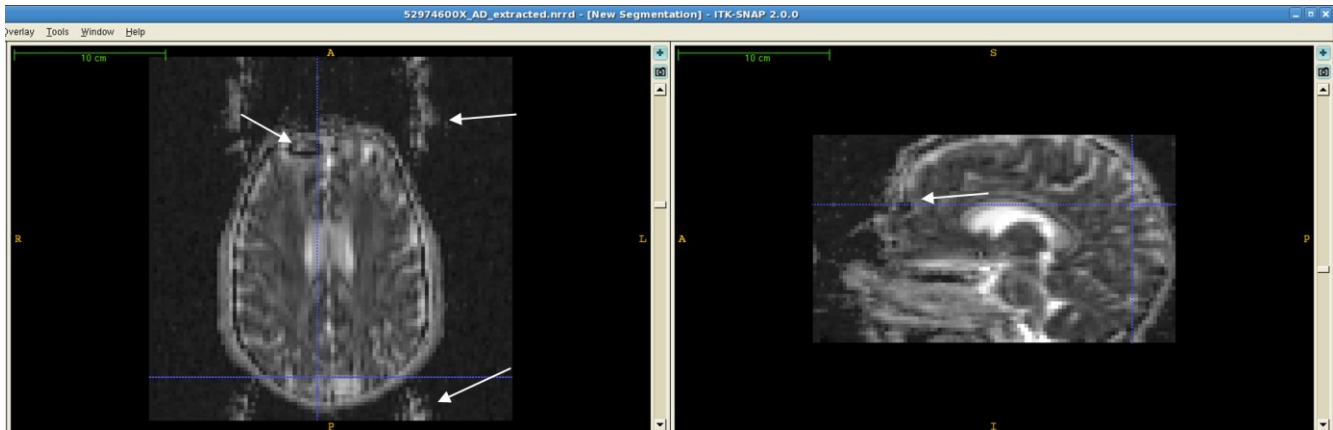 52974600X_AD_extracted.nrrd - [New Segmentation] - ITK-SNAP 2.0.0
Overlay Tools Window Help
10 cm
A
R
L
P
10 cm
S
A
P
I